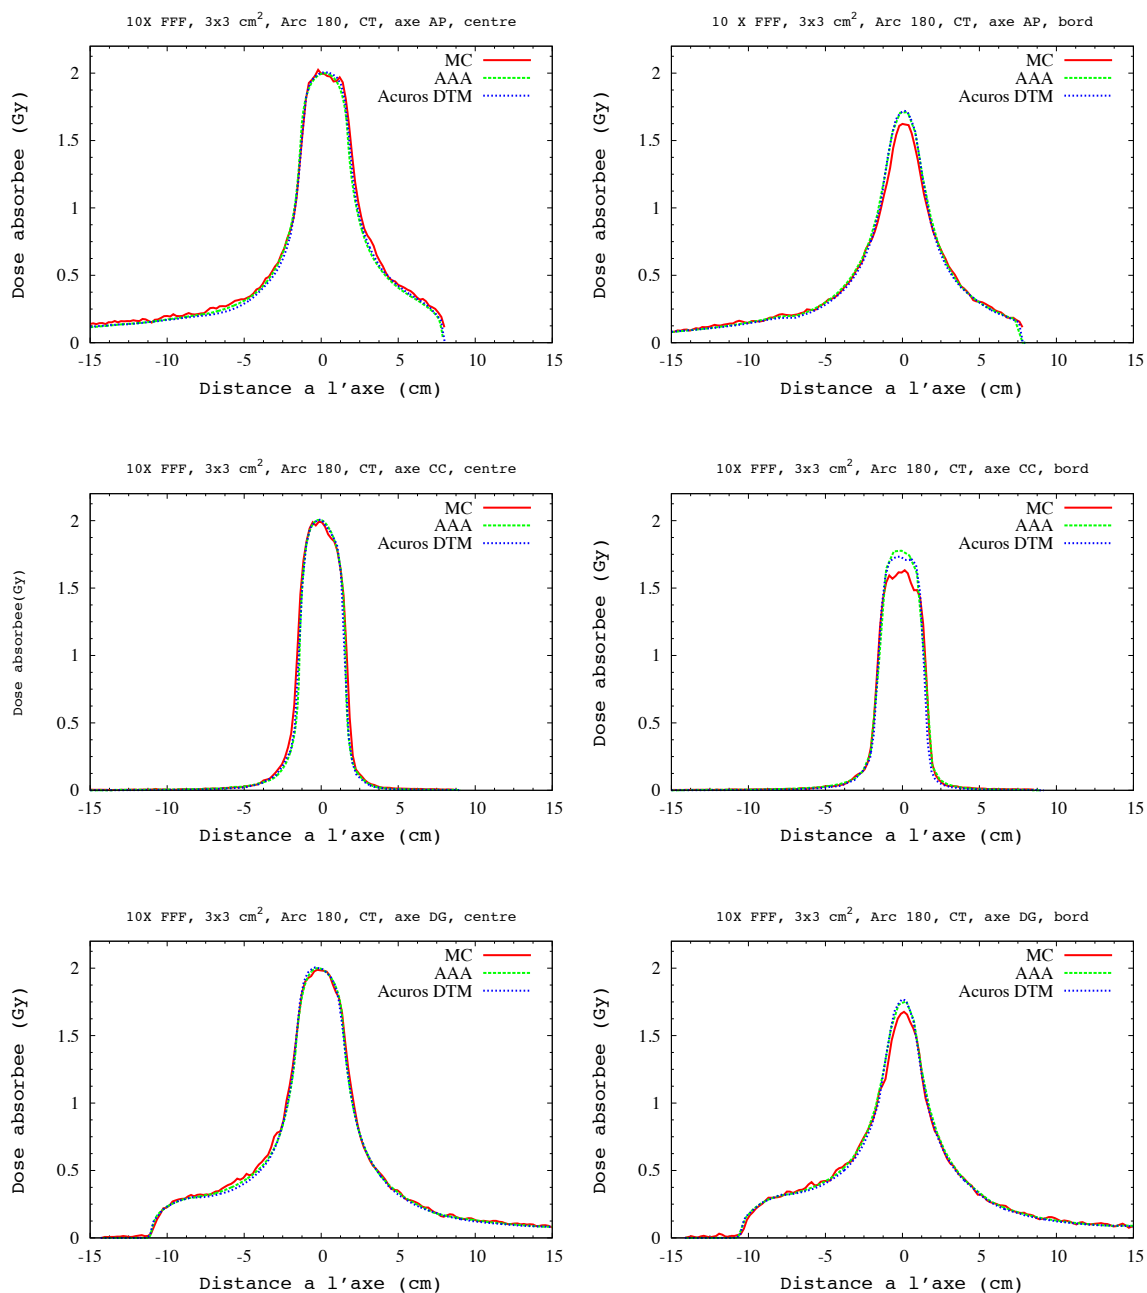 10X FFF, 3x3 cm², Arc 180, CT, axe AP, centre
MC
AAA
Acuros DTM
Dose absorbee (Gy)
2
1.5
1
0.5
0
-15 -10 -5 0 5 10 15
Distance a l'axe (cm)
10 X FFF, 3x3 cm², Arc 180, CT, axe AP, bord
MC
AAA
Acuros DTM
Dose absorbee (Gy)
2
1.5
1
0.5
0
-15 -10 -5 0 5 10 15
Distance a l'axe (cm)
10X FFF, 3x3 cm², Arc 180, CT, axe CC, centre
MC
AAA
Acuros DTM
Dose absorbee(Gy)
2
1.5
1
0.5
0
-15 -10 -5 0 5 10 15
Distance a l'axe (cm)
10X FFF, 3x3 cm², Arc 180, CT, axe CC, bord
MC
AAA
Acuros DTM
Dose absorbee (Gy)
2
1.5
1
0.5
0
-15 -10 -5 0 5 10 15
Distance a l'axe (cm)
10X FFF, 3x3 cm², Arc 180, CT, axe DG, centre
MC
AAA
Acuros DTM
Dose absorbee (Gy)
2
1.5
1
0.5
0
-15 -10 -5 0 5 10 15
Distance a l'axe (cm)
10X FFF, 3x3 cm², Arc 180, CT, axe DG, bord
MC
AAA
Acuros DTM
Dose absorbee (Gy)
2
1.5
1
0.5
0
-15 -10 -5 0 5 10 15
Distance a l'axe (cm)